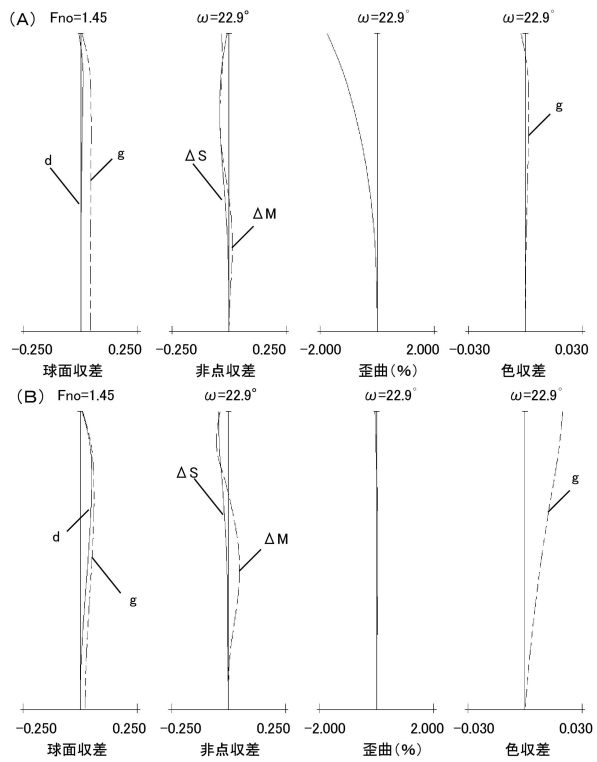 (A) Fno=1.45 ω=22.9° ω=22.9° ω=22.9°
d g ΔS ΔM g
-0.250 0.250 -0.250 0.250 -2.000 2.000 -0.030 0.030
球面収差 非点収差 歪曲(%) 色収差
(B) Fno=1.45 ω=22.9° ω=22.9° ω=22.9°
d g ΔS ΔM g
-0.250 0.250 -0.250 0.250 -2.000 2.000 -0.030 0.030
球面収差 非点収差 歪曲(%) 色収差